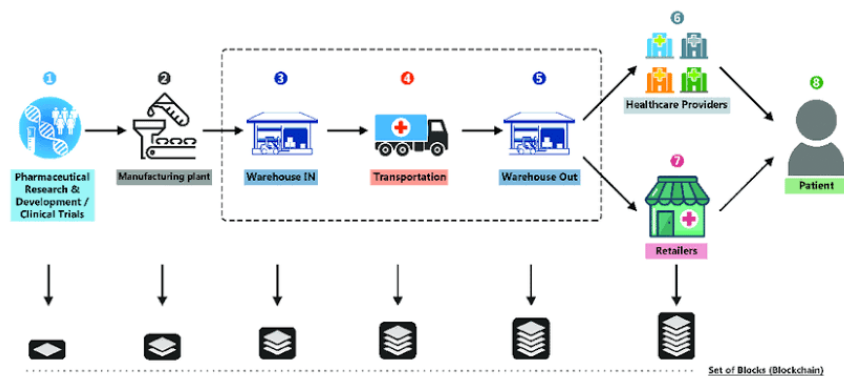 1
2
3
4
5
6
7
8
Pharmaceutical
Research &
Development /
Clinical Trials
Manufacturing plant
Warehouse IN
Transportation
Warehouse Out
Healthcare Providers
Retailers
Patient
Set of Blocks (Blockchain)